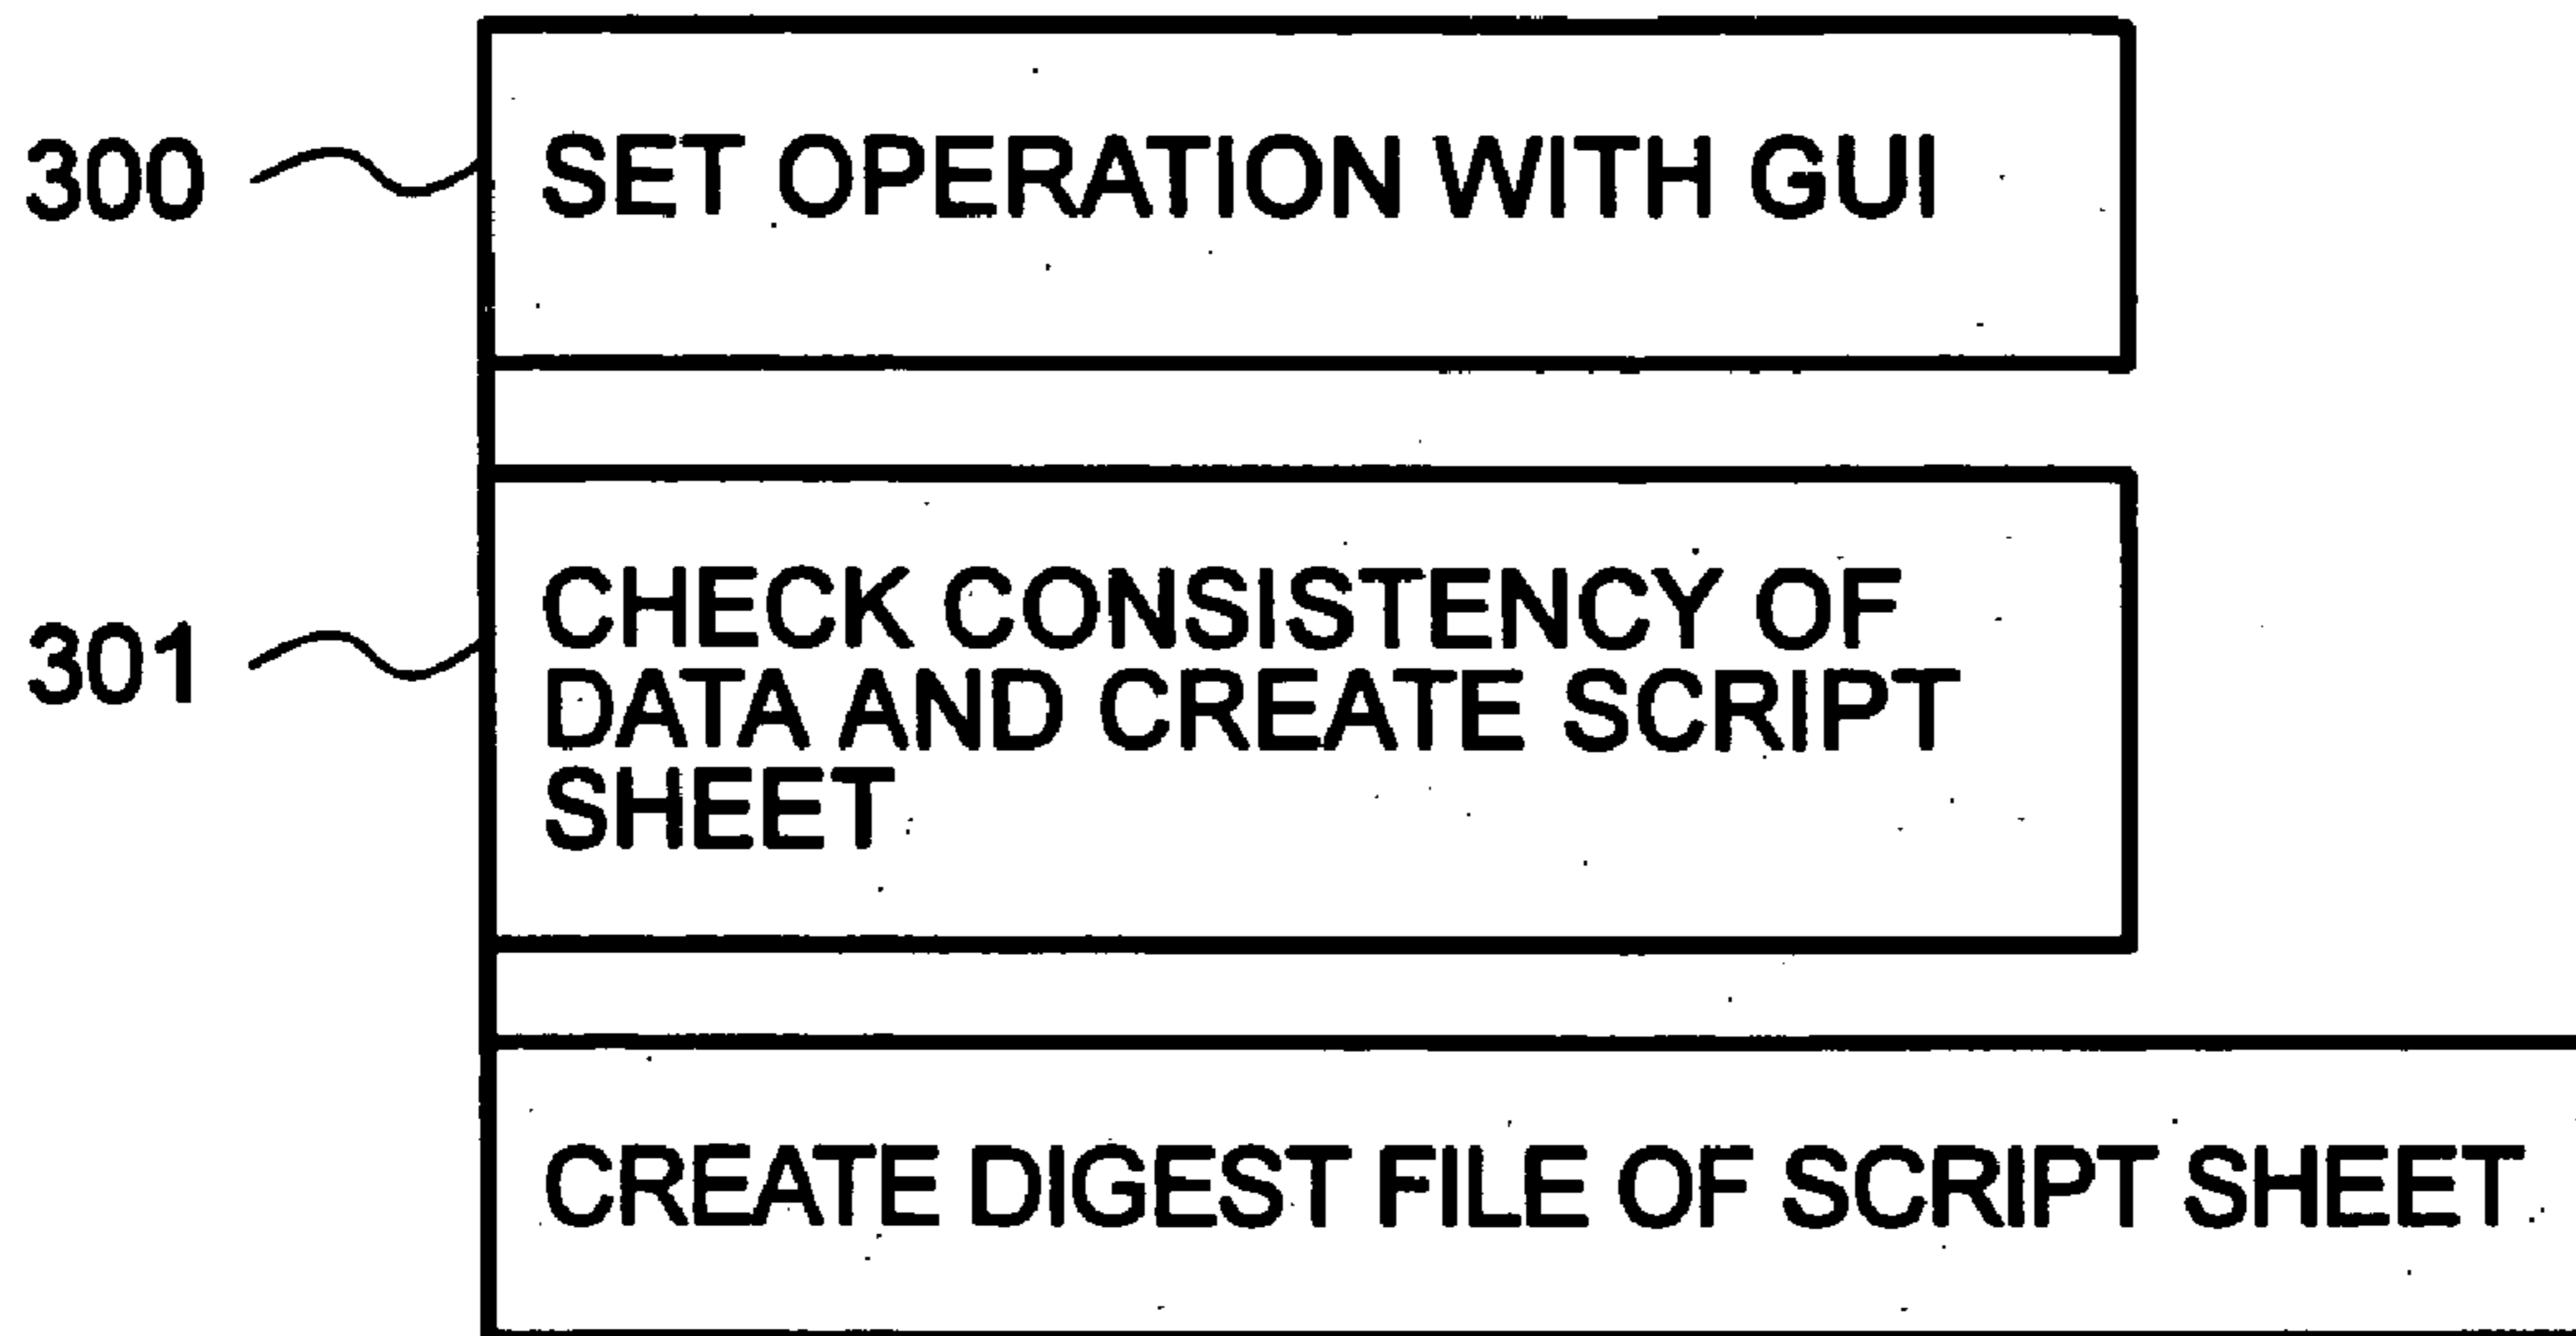 300
SET OPERATION WITH GUI
301
CHECK CONSISTENCY OF
DATA AND CREATE SCRIPT
SHEET
CREATE DIGEST FILE OF SCRIPT SHEET